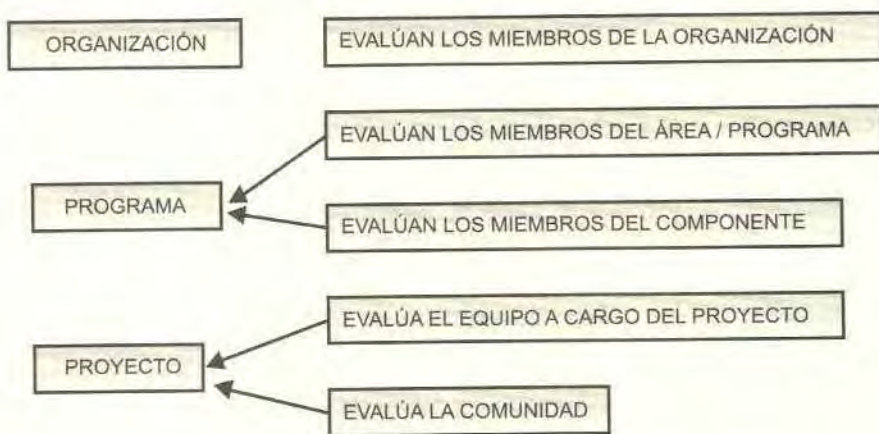 ORGANIZACIÓN
EVALÚAN LOS MIEMBROS DE LA ORGANIZACIÓN
EVALÚAN LOS MIEMBROS DEL ÁREA / PROGRAMA
PROGRAMA
EVALÚAN LOS MIEMBROS DEL COMPONENTE
EVALÚA EL EQUIPO A CARGO DEL PROYECTO
PROYECTO
EVALÚA LA COMUNIDAD